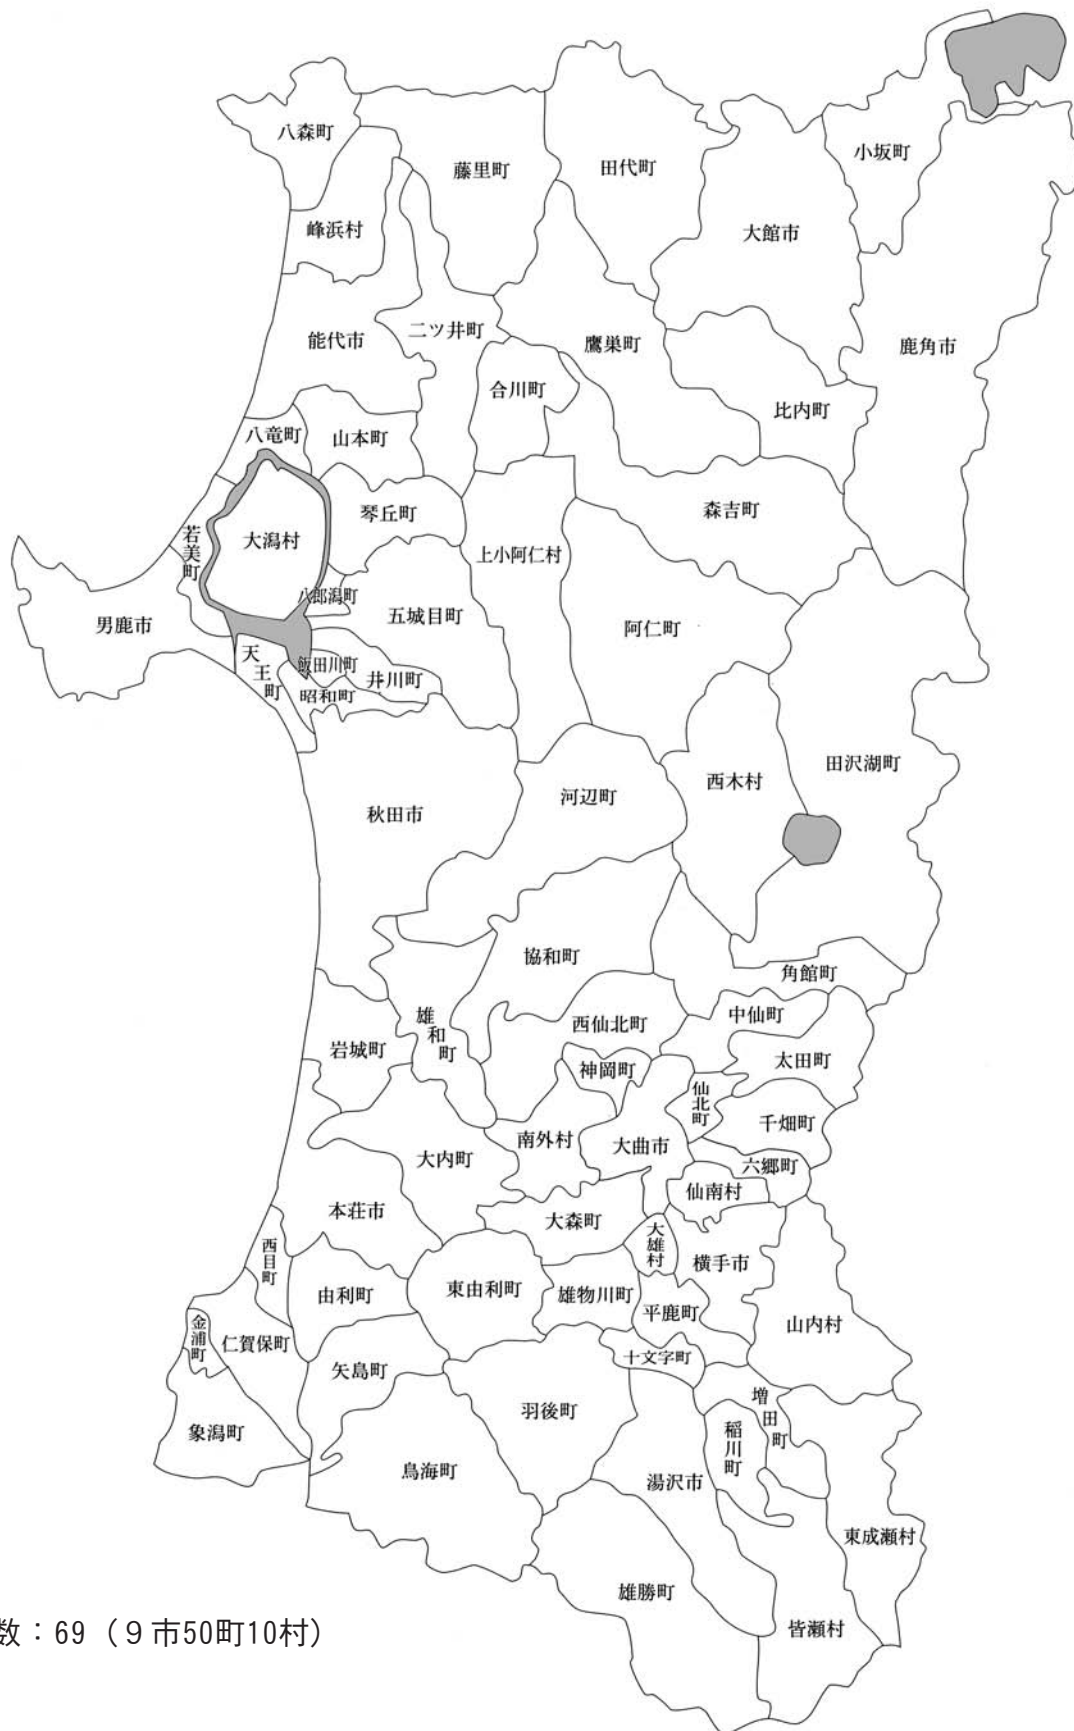 八森町
藤里町
田代町
小坂町
峰浜村
大館市
能代市
二ツ井町
鷹巣町
鹿角市
合川町
比内町
八竜町
山本町
琴丘町
森吉町
若美町
大潟村
上小阿仁村
八郎潟町
五城目町
男鹿市
阿仁町
天王町
飯田川町
井川町
昭和町
秋田市
河辺町
西木村
田沢湖町
協和町
角館町
雄和町
西仙北町
中仙町
岩城町
神岡町
太田町
仙北町
千畑町
南外村
大曲市
大内町
六郷町
仙南村
本荘市
大森町
大雄村
横手市
西目町
由利町
東由利町
雄物川町
平鹿町
山内村
金浦町
仁賀保町
矢島町
十文字町
羽後町
増田町
象潟町
稲川町
鳥海町
湯沢市
東成瀬村
雄勝町
皆瀬村
数：69（９市50町10村）